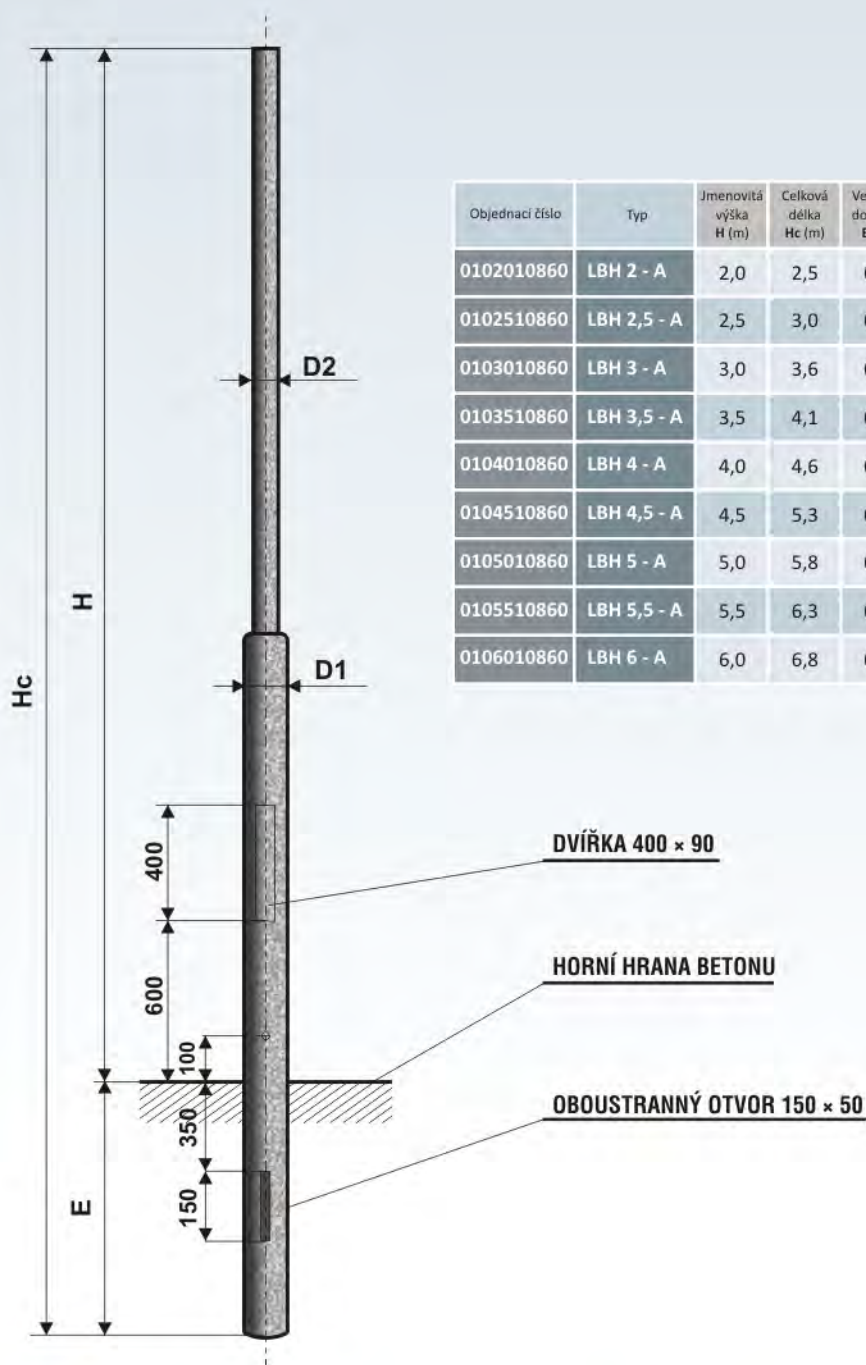 Hc
H
E
D2
D1
400
600
100
350
150
Objednací číslo Typ Jmenovitá výška H (m) Celková délka Hc (m)
0102010860 LBH 2 - A 2,0 2,5
0102510860 LBH 2,5 - A 2,5 3,0
0103010860 LBH 3 - A 3,0 3,6
0103510860 LBH 3,5 - A 3,5 4,1
0104010860 LBH 4 - A 4,0 4,6
0104510860 LBH 4,5 - A 4,5 5,3
0105010860 LBH 5 - A 5,0 5,8
0105510860 LBH 5,5 - A 5,5 6,3
0106010860 LBH 6 - A 6,0 6,8
DVÍŘKA 400 × 90
HORNÍ HRANA BETONU
OBOUSTRANNÝ OTVOR 150 × 50